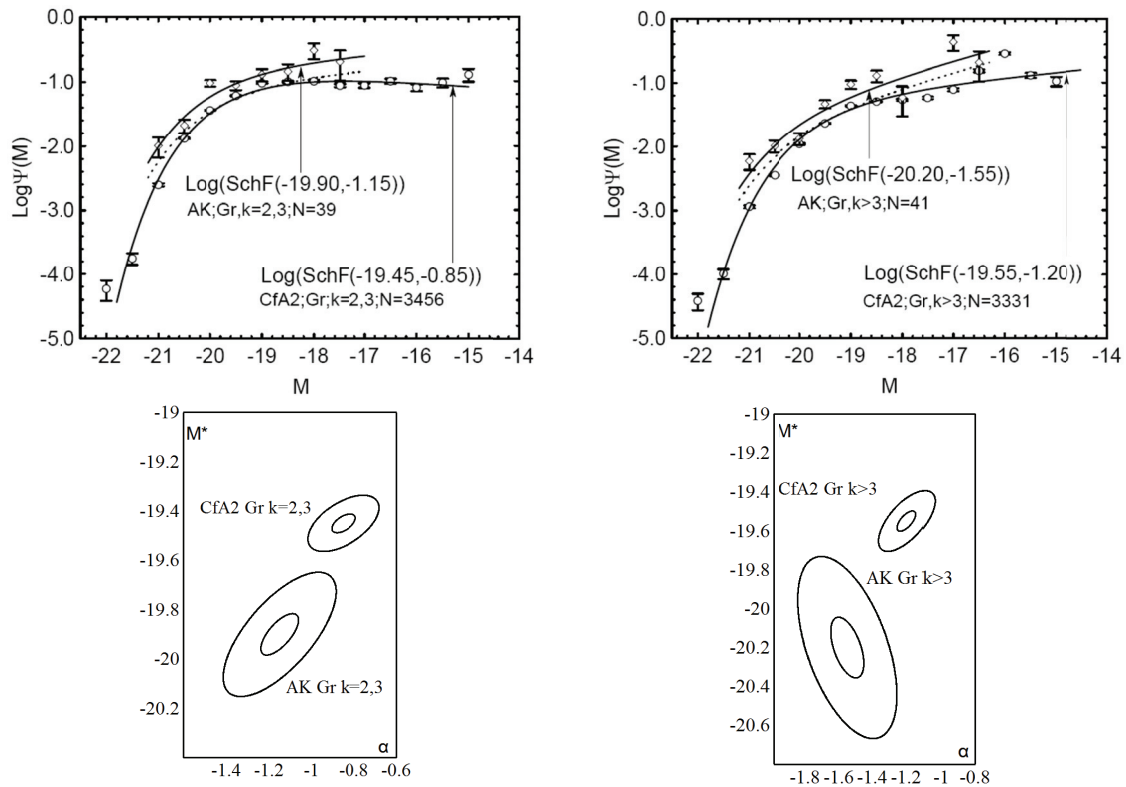 0.0
-1.0
-2.0
-3.0
-4.0
-5.0
LogΨ(M)
Log(SchF(-19.90,-1.15))
AK;Gr,k=2,3;N=39
Log(SchF(-19.45,-0.85))
CfA2;Gr;k=2,3;N=3456
-22 -21 -20 -19 -18 -17 -16 -15 -14
M
0.0
-1.0
-2.0
-3.0
-4.0
-5.0
LogΨ(M)
Log(SchF(-20.20,-1.55))
AK;Gr,k>3;N=41
Log(SchF(-19.55,-1.20))
CfA2;Gr,k>3;N=3331
-22 -21 -20 -19 -18 -17 -16 -15 -14
M
-19
M*
-19.2
-19.4
CfA2 Gr k=2,3
-19.6
-19.8
-20
AK Gr k=2,3
-20.2
α
-1.4 -1.2 -1 -0.8 -0.6
-19
M*
-19.2
CfA2 Gr k>3
-19.4
-19.6
-19.8
AK Gr k>3
-20
-20.2
-20.4
-20.6
α
-1.8 -1.6 -1.4 -1.2 -1 -0.8